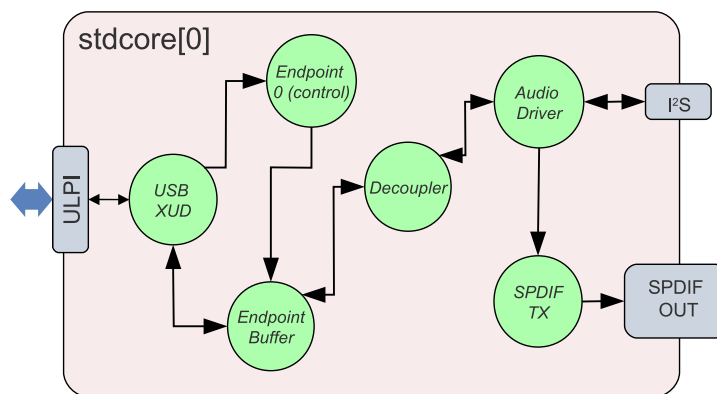 stdcore[0]
Endpoint
0 (control)
Audio
Driver
I²S
ULPI
USB
XUD
Decoupler
Endpoint
Buffer
SPDIF
TX
SPDIF
OUT